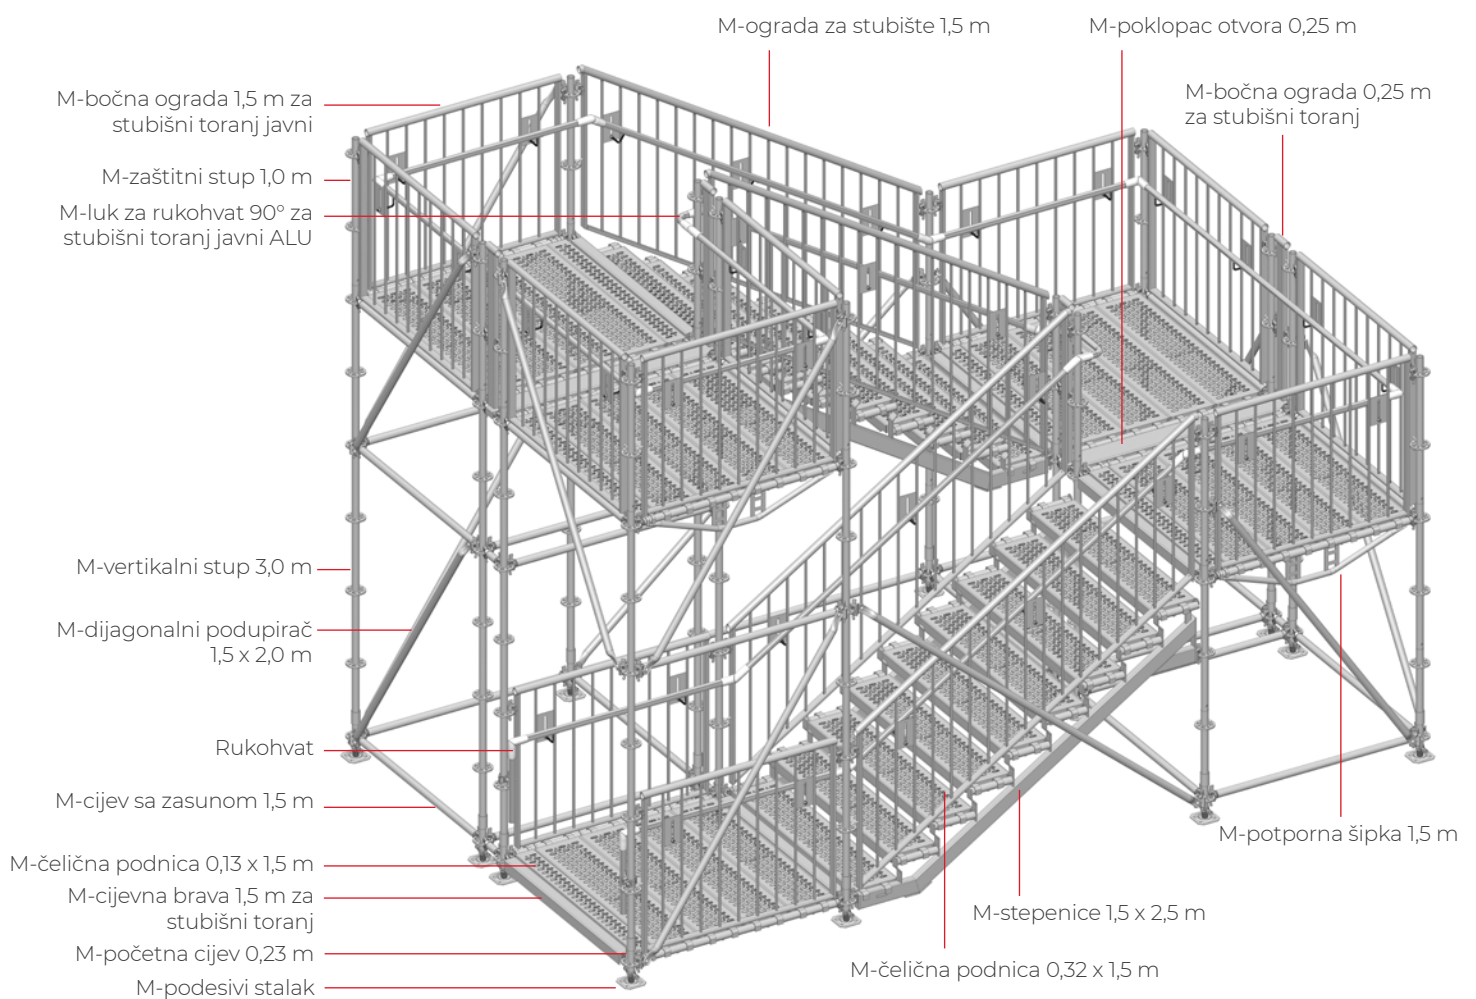 M-ograda za stubište 1,5 m
M-poklopac otvora 0,25 m
M-bočna ograda 0,25 m
za stubišni toranj
M-bočna ograda 1,5 m za
stubišni toranj javni
M-zaštitni stup 1,0 m
M-luk za rukohvat 90° za
stubišni toranj javni ALU
M-vertikalni stup 3,0 m
M-dijagonalni podupirač
1,5 x 2,0 m
Rukohvat
M-cijev sa zasunom 1,5 m
M-čelična podnica 0,13 x 1,5 m
M-cijevna brava 1,5 m za
stubišni toranj
M-početna cijev 0,23 m
M-podesivi stalak
M-potporna šipka 1,5 m
M-stepenice 1,5 x 2,5 m
M-čelična podnica 0,32 x 1,5 m